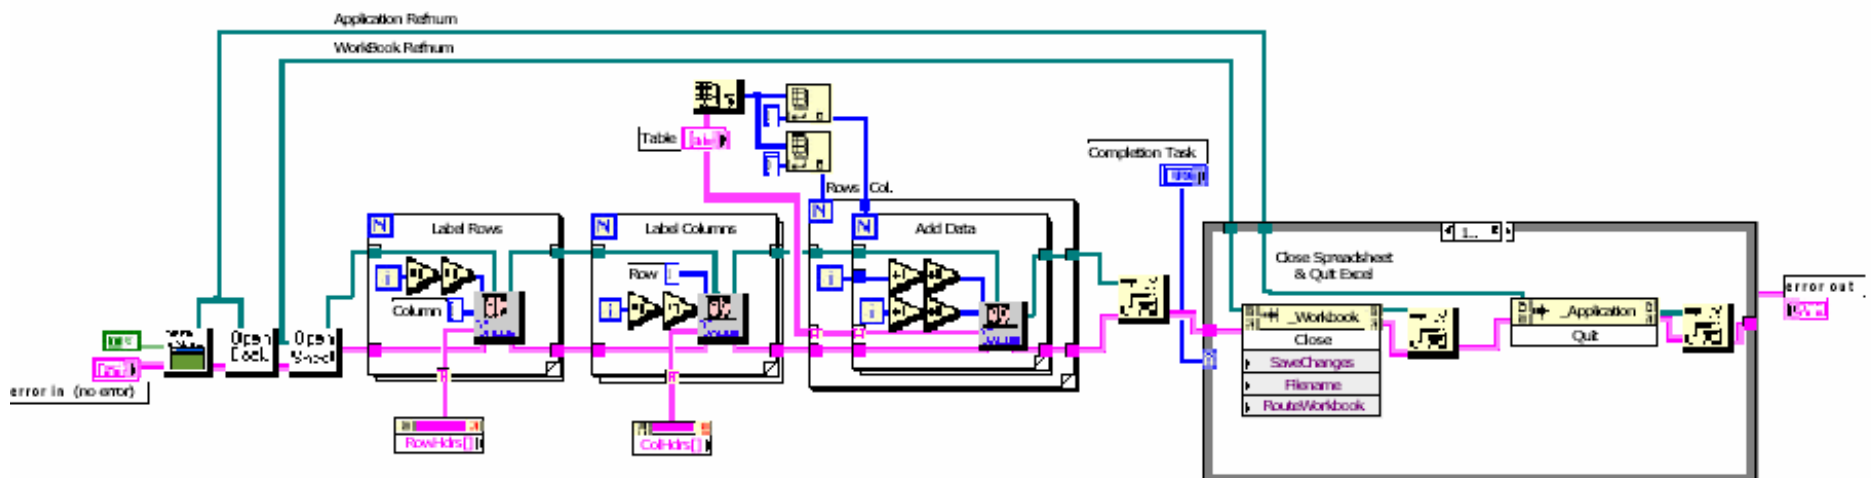 Application Refnum
WorkBook Refnum
Table
Completion Task
Rows Col.
Label Rows
Label Columns
Add Data
N
N
N
N
i
i
i
i
Row
Column
Close Spreadsheet
& Quit Excel
error out
_Workbook
Close
SaveChanges
Filename
RouteWorkbook
_Application
Quit
Open
Open
error in (no error)
RowHdrs[]
ColHdrs[]